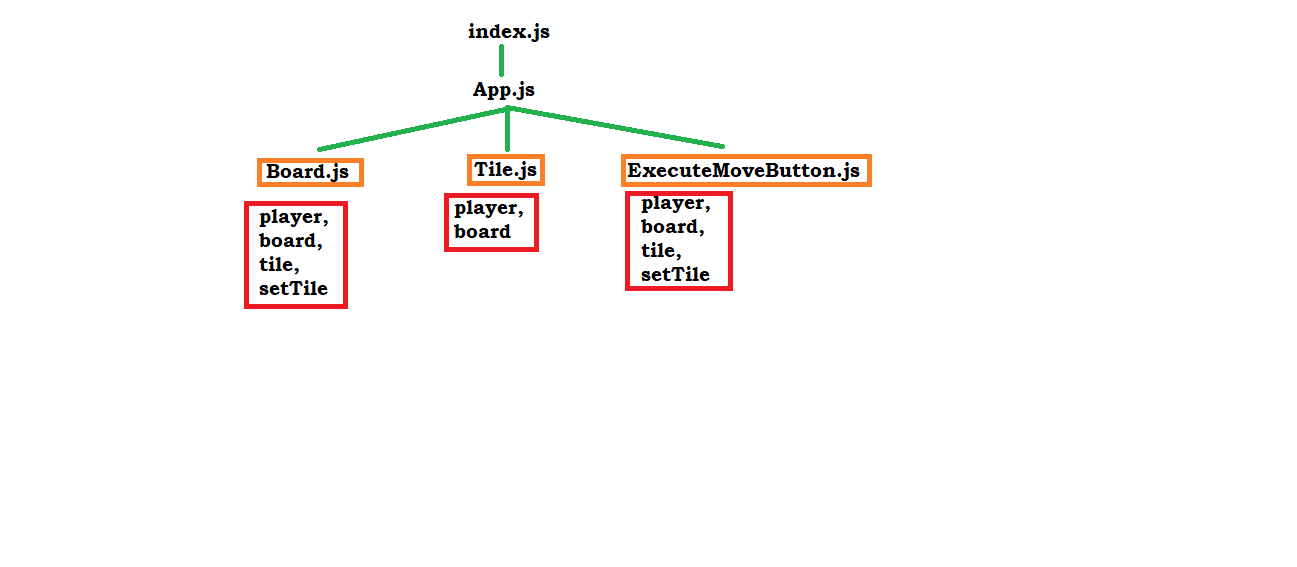 index.js
App.js
Board.js
Tile.js
ExecuteMoveButton.js
player,
board,
tile,
setTile
player,
board
player,
board,
tile,
setTile